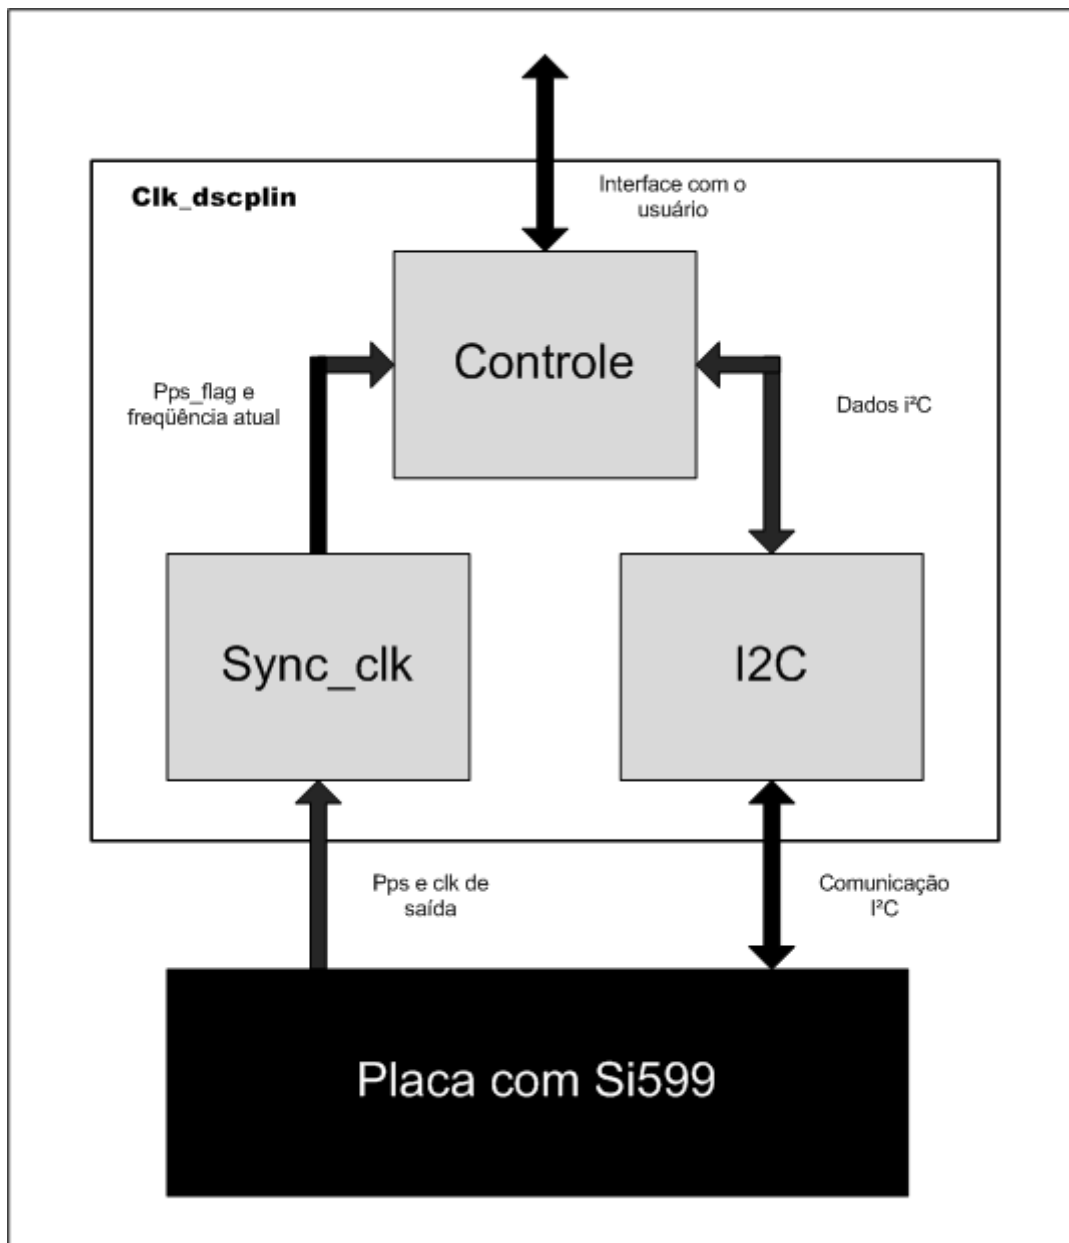 Interface com o
usuário
Clk_dscplin
Controle
Pps_flag e
freqüência atual
Dados i²C
Sync_clk
I2C
Pps e clk de
saída
Comunicação
I²C
Placa com Si599